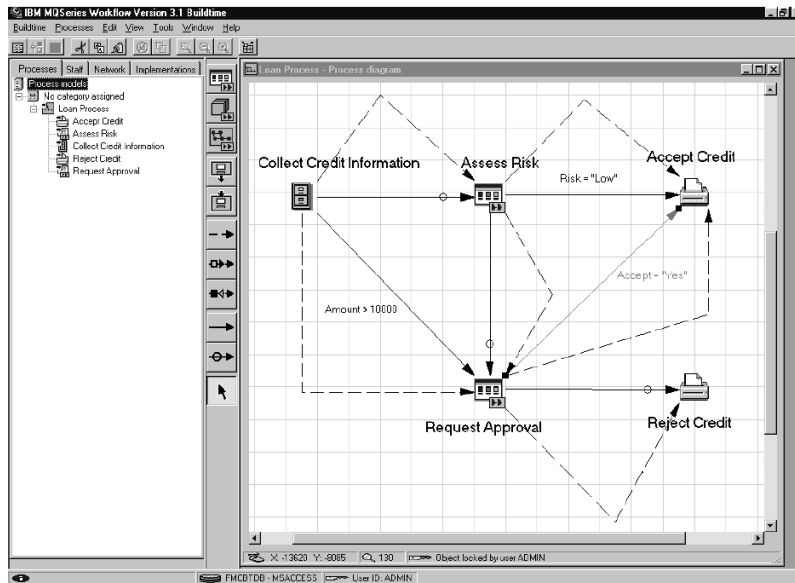 IBM MQSeries Workflow Version 3.1 Buildtime
Buildtime Processes Edit View Tools Window Help
Processes Staff Network Implementations
Process models
No category assigned
Loan Process
Accept Credit
Assess Risk
Collect Credit Information
Reject Credit
Request Approval
Loan Process - Process diagram
Collect Credit Information
Assess Risk
Accept Credit
Risk = "Low"
Accept = "Yes"
Amount > 10000
Request Approval
Reject Credit
X: -13620 Y: -8085 130 Object locked by user ADMIN
FMCBTDB - MSACCESS User ID: ADMIN